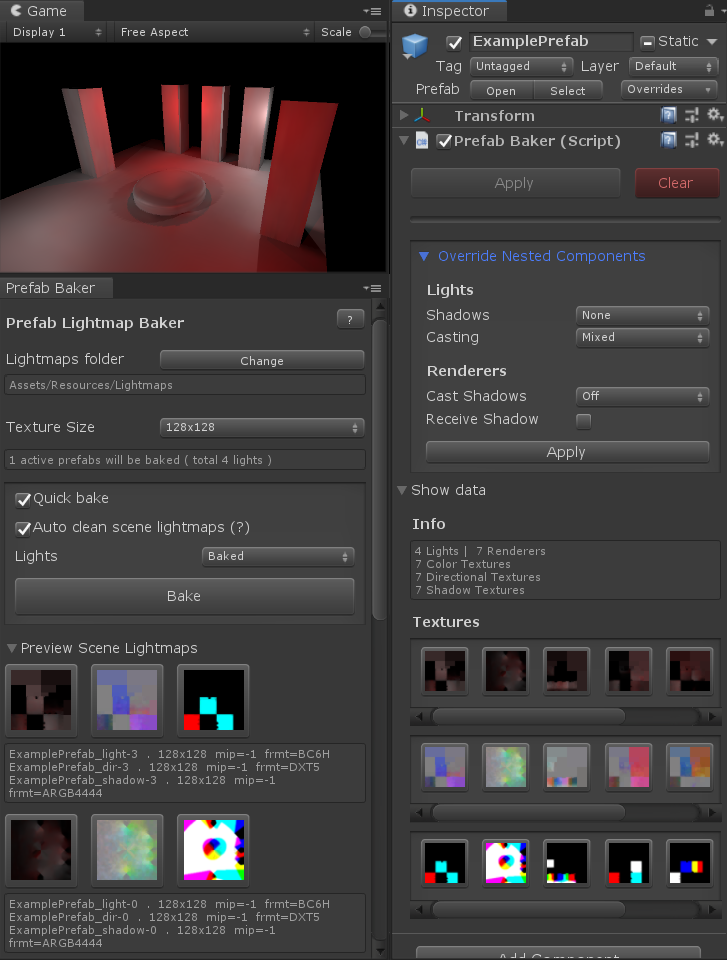 Game
Display 1 Free Aspect Scale
Prefab Baker
Prefab Lightmap Baker ?
Lightmaps folder Change
Assets/Resources/Lightmaps
Texture Size 128x128
1 active prefabs will be baked ( total 4 lights )
Quick bake
Auto clean scene lightmaps (?)
Lights Baked
Bake
Preview Scene Lightmaps
ExamplePrefab_light-3 . 128x128 mip=-1 frmt=BC6H
ExamplePrefab_dir-3 . 128x128 mip=-1 frmt=DXT5
ExamplePrefab_shadow-3 . 128x128 mip=-1
frmt=ARGB4444
ExamplePrefab_light-0 . 128x128 mip=-1 frmt=BC6H
ExamplePrefab_dir-0 . 128x128 mip=-1 frmt=DXT5
ExamplePrefab_shadow-0 . 128x128 mip=-1
frmt=ARGB4444
Inspector
ExamplePrefab Static
Tag Untagged Layer Default
Prefab Open Select Overrides
Transform
C# Prefab Baker (Script)
Apply Clear
Override Nested Components
Lights
Shadows None
Casting Mixed
Renderers
Cast Shadows Off
Receive Shadow
Apply
Show data
Info
4 Lights | 7 Renderers
7 Color Textures
7 Directional Textures
7 Shadow Textures
Textures
Add Component